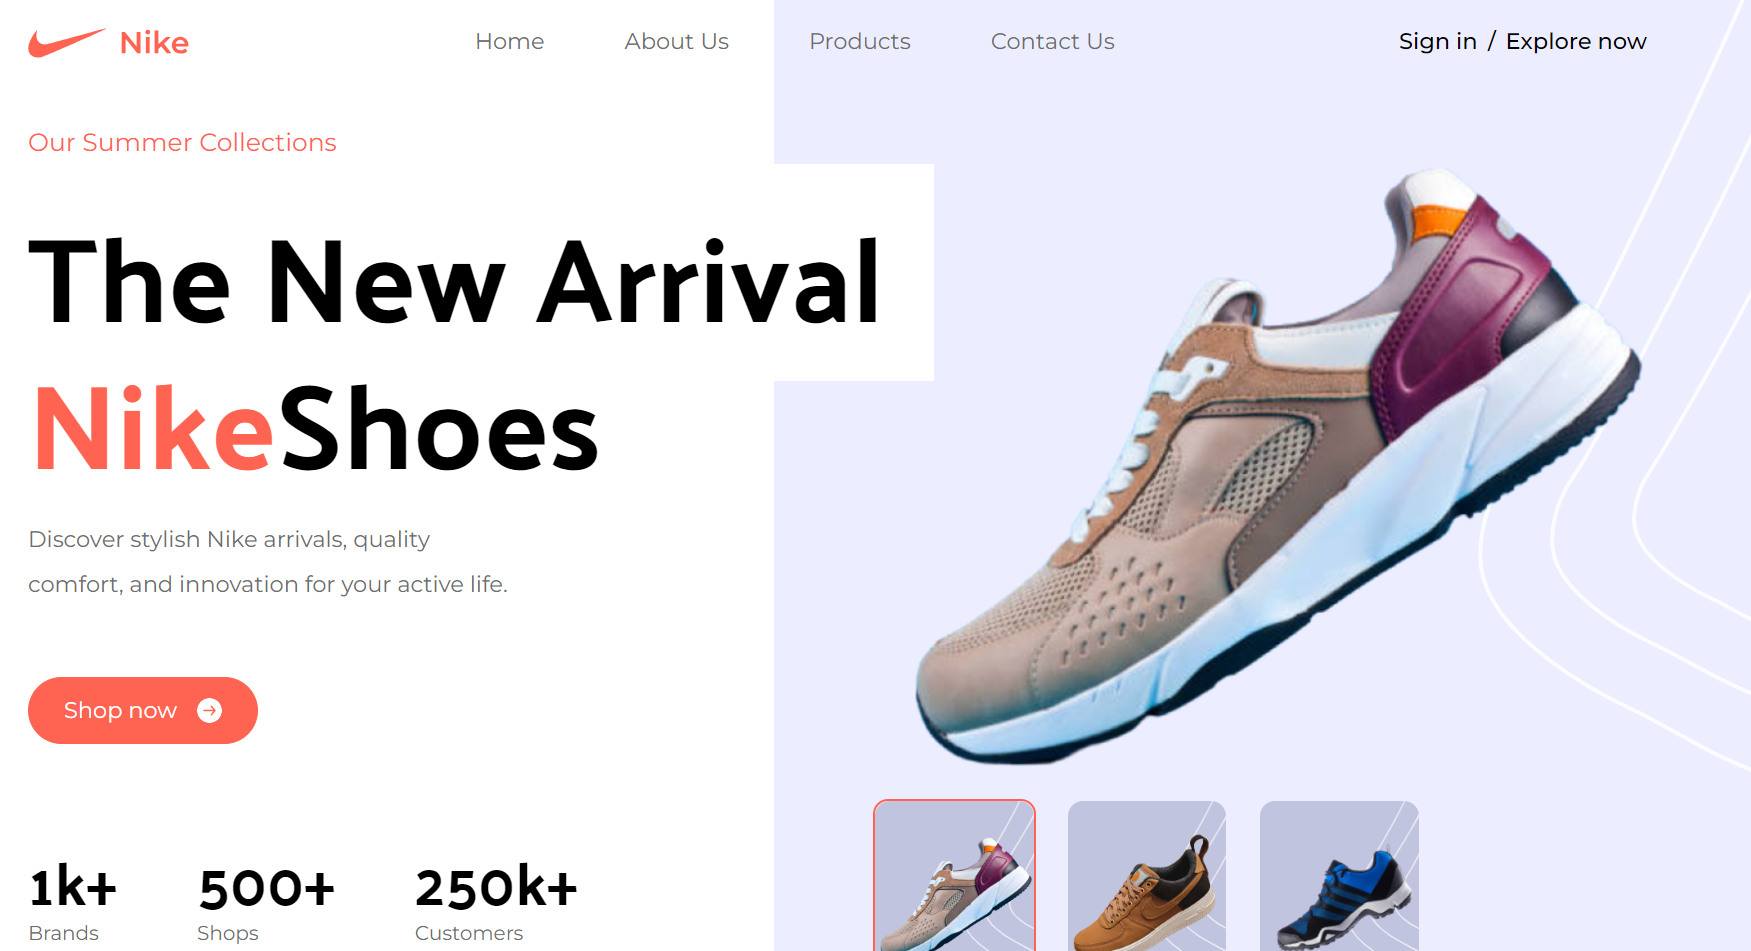 Nike
Home
About Us
Products
Contact Us
Sign in / Explore now
Our Summer Collections
The New Arrival
NikeShoes
Discover stylish Nike arrivals, quality
comfort, and innovation for your active life.
Shop now
1k+
Brands
500+
Shops
250k+
Customers